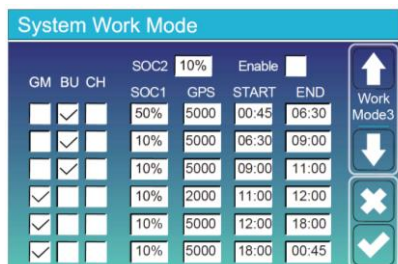 System Work Mode
SOC2 10% Enable
GM BU CH SOC1 GPS START END
50% 5000 00:45 06:30
10% 5000 06:30 09:00
10% 5000 09:00 11:00
10% 2000 11:00 12:00
10% 5000 12:00 18:00
10% 5000 18:00 00:45
Work
Mode3